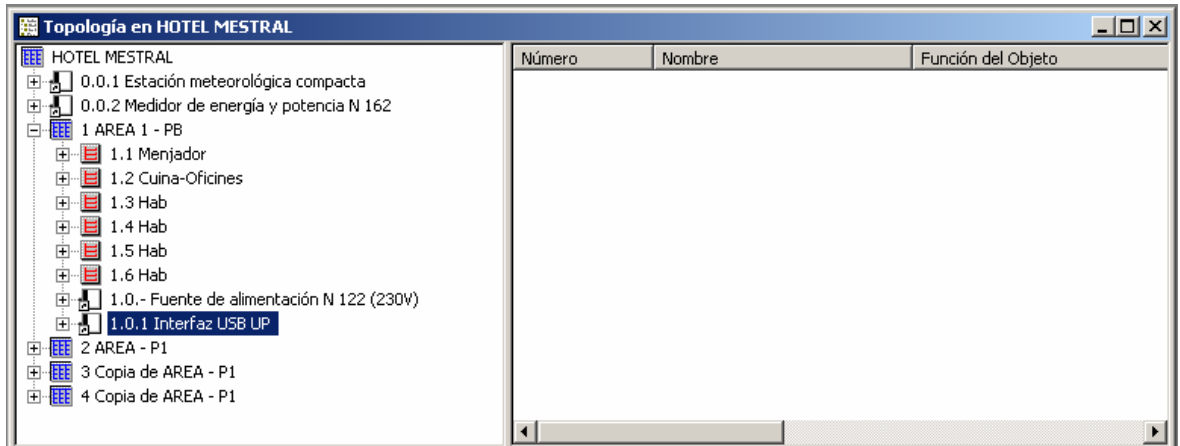 Topología en HOTEL MESTRAL
HOTEL MESTRAL
0.0.1 Estación meteorológica compacta
0.0.2 Medidor de energía y potencia N 162
1 AREA 1 - PB
1.1 Menjador
1.2 Cuina-Oficines
1.3 Hab
1.4 Hab
1.5 Hab
1.6 Hab
1.0.- Fuente de alimentación N 122 (230V)
1.0.1 Interfaz USB UP
2 AREA - P1
3 Copia de AREA - P1
4 Copia de AREA - P1
Número Nombre Función del Objeto